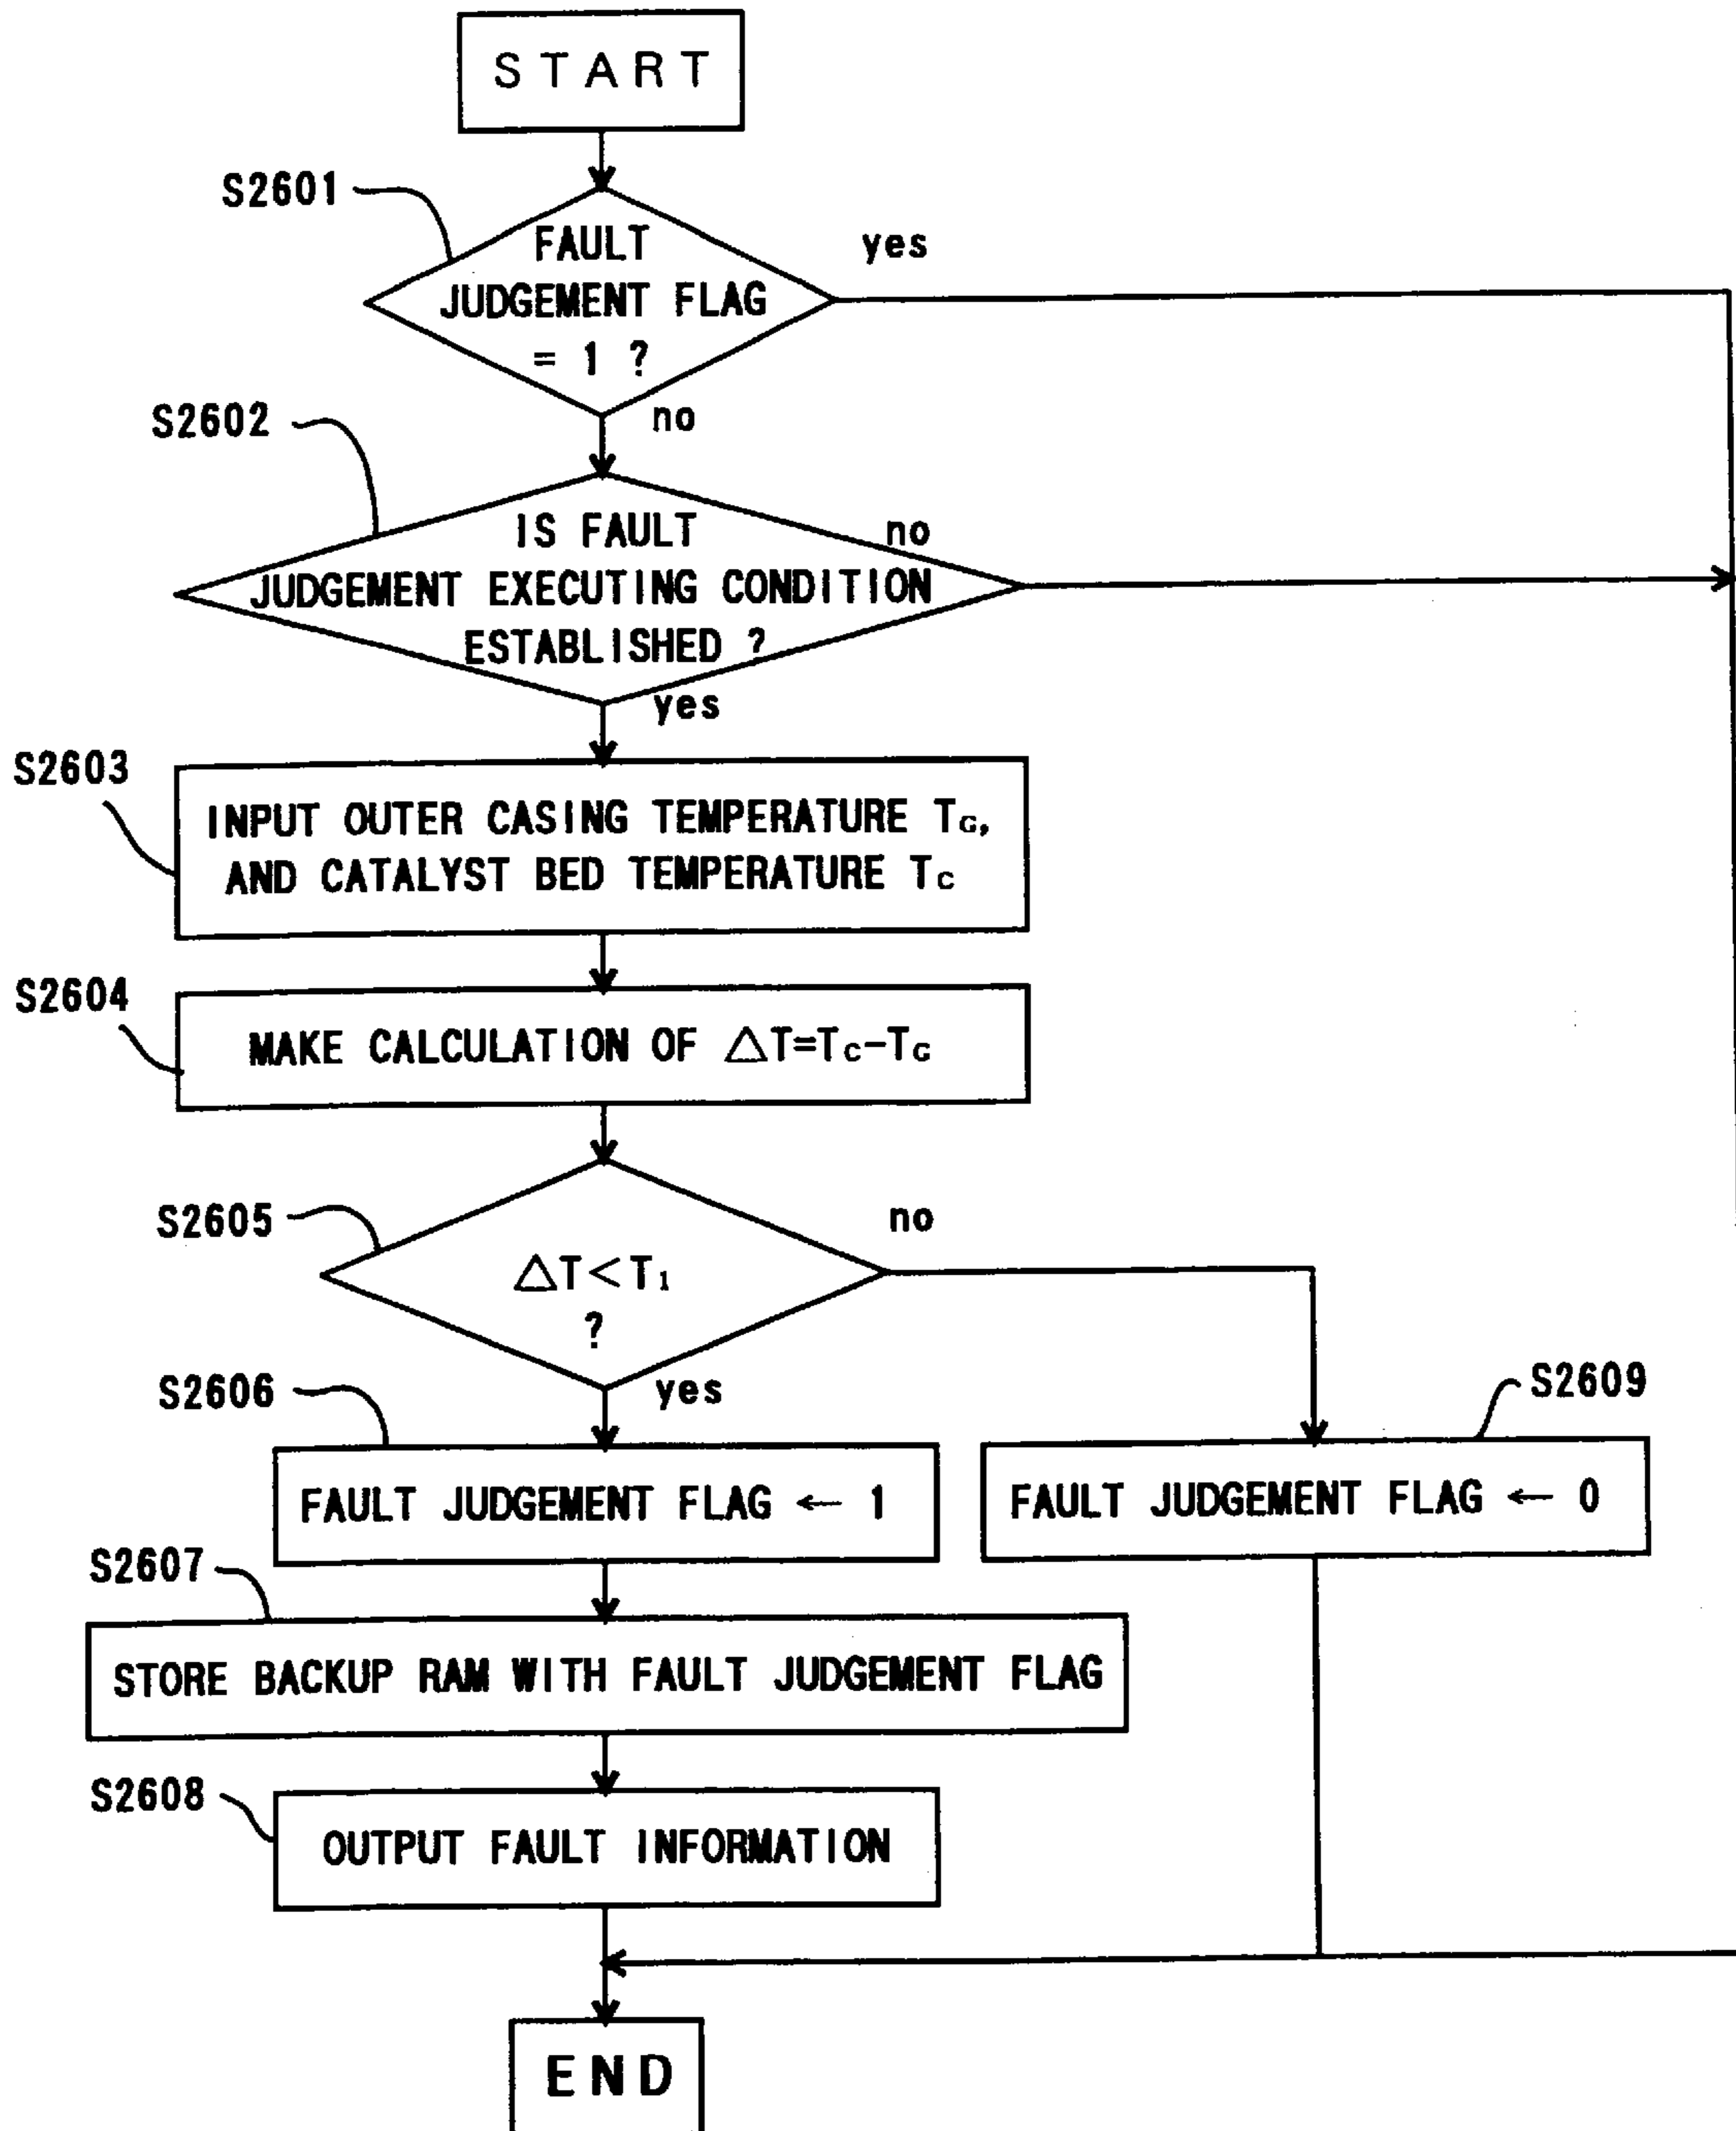 START
S2601
FAULT
JUDGEMENT FLAG
= 1 ?
yes
no
S2602
IS FAULT
JUDGEMENT EXECUTING CONDITION
ESTABLISHED ?
no
yes
S2603
INPUT OUTER CASING TEMPERATURE TG,
AND CATALYST BED TEMPERATURE TC
S2604
MAKE CALCULATION OF △T=TC-TG
S2605
△T<T1
?
no
yes
S2606
FAULT JUDGEMENT FLAG ← 1
S2609
FAULT JUDGEMENT FLAG ← 0
S2607
STORE BACKUP RAM WITH FAULT JUDGEMENT FLAG
S2608
OUTPUT FAULT INFORMATION
END